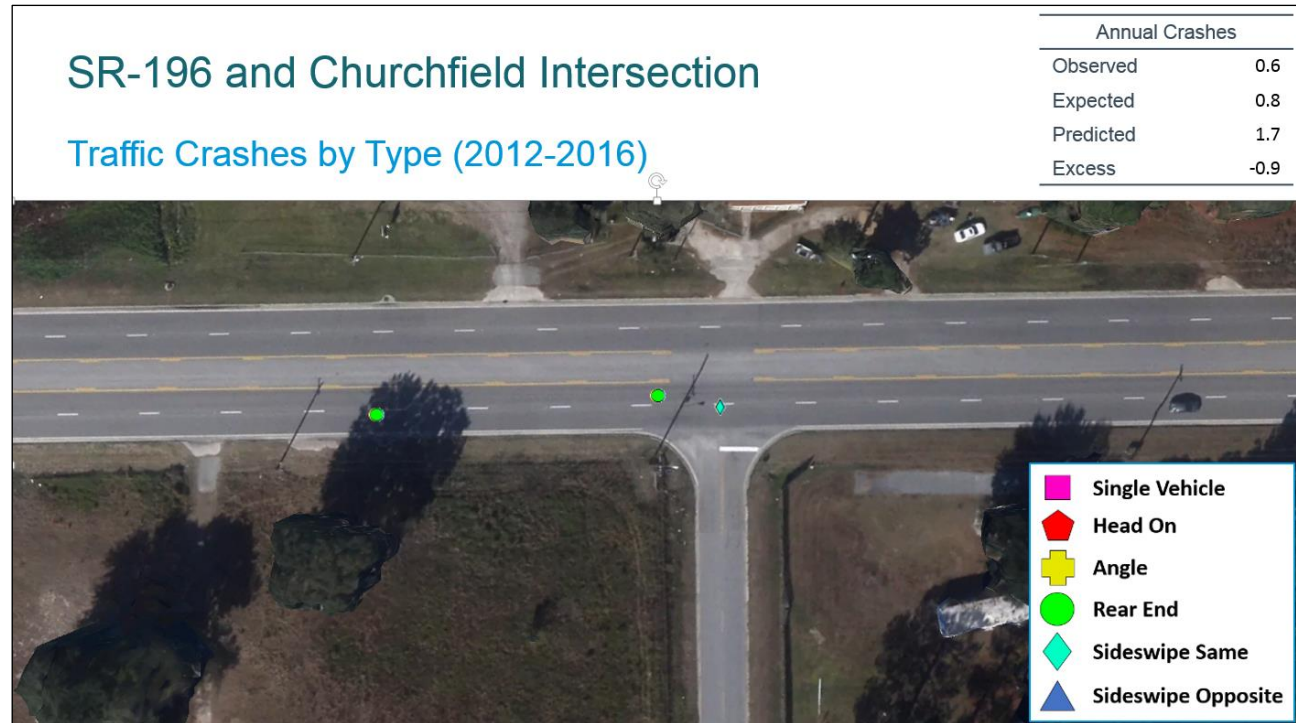 SR-196 and Churchfield Intersection
Traffic Crashes by Type (2012-2016)
Annual Crashes
Observed 0.6
Expected 0.8
Predicted 1.7
Excess -0.9
Single Vehicle
Head On
Angle
Rear End
Sideswipe Same
Sideswipe Opposite